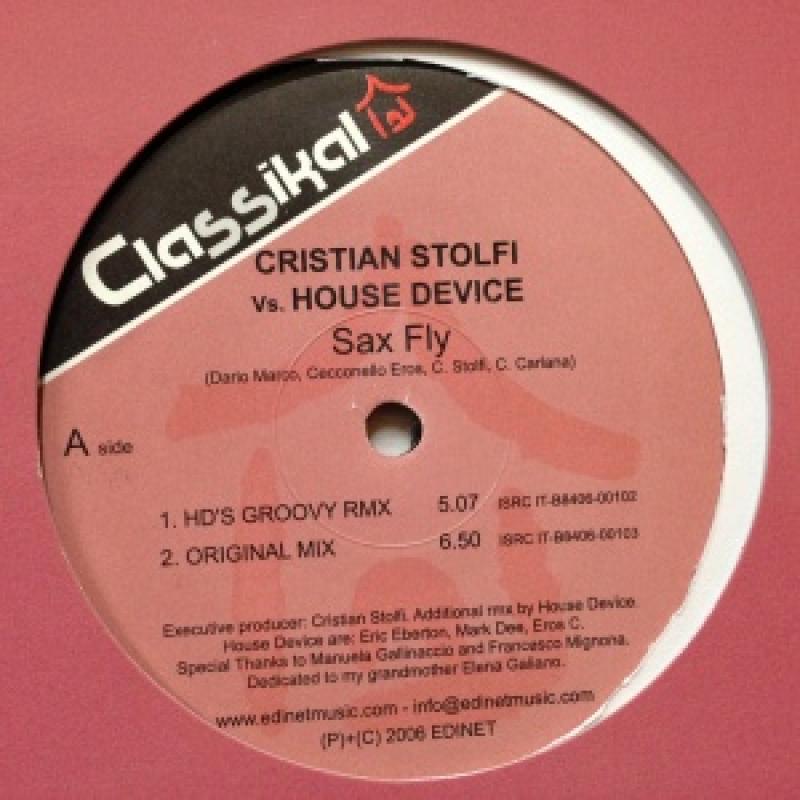 Classikal
CRISTIAN STOLFI
Vs. HOUSE DEVICE
Sax Fly
(Dario Marco, Cecconello Eros, C. Stolfi, C. Carlana)
A side
1. HD'S GROOVY RMX 5.07 ISRC IT-B8406-00102
2. ORIGINAL MIX 6.50 ISRC IT-B8406-00103
Executive producer: Cristian Stolfi. Additional rmx by House Device.
House Device are: Eric Eberton, Mark Dee, Eros C.
Special Thanks to Manuela Gallinaccio and Francesco Mignona.
Dedicated to my grandmother Elena Galiano.
www.edinetmusic.com - info@edinetmusic.com
(P)+(C) 2006 EDINET